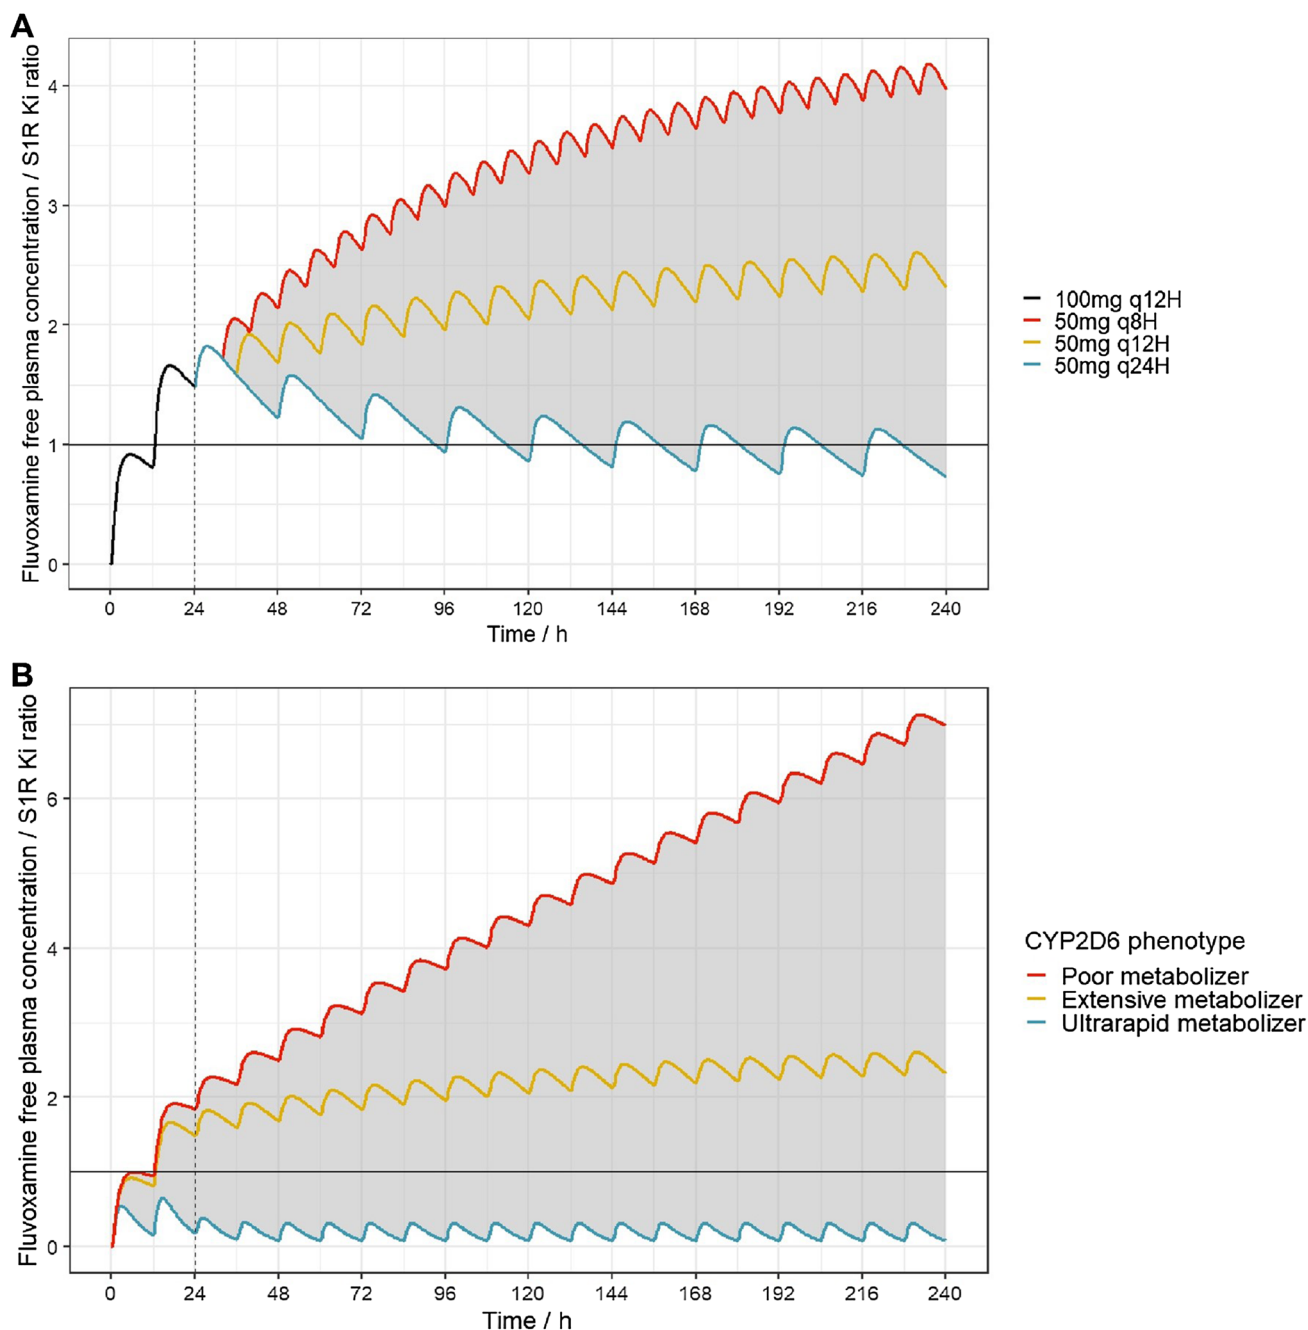 A
Fluvoxamine free plasma concentration / S1R Ki ratio
4
3
2
1
0
0 24 48 72 96 120 144 168 192 216 240
Time / h
100mg q12H
50mg q8H
50mg q12H
50mg q24H
B
Fluvoxamine free plasma concentration / S1R Ki ratio
6
4
2
0
0 24 48 72 96 120 144 168 192 216 240
Time / h
CYP2D6 phenotype
Poor metabolizer
Extensive metabolizer
Ultrarapid metabolizer